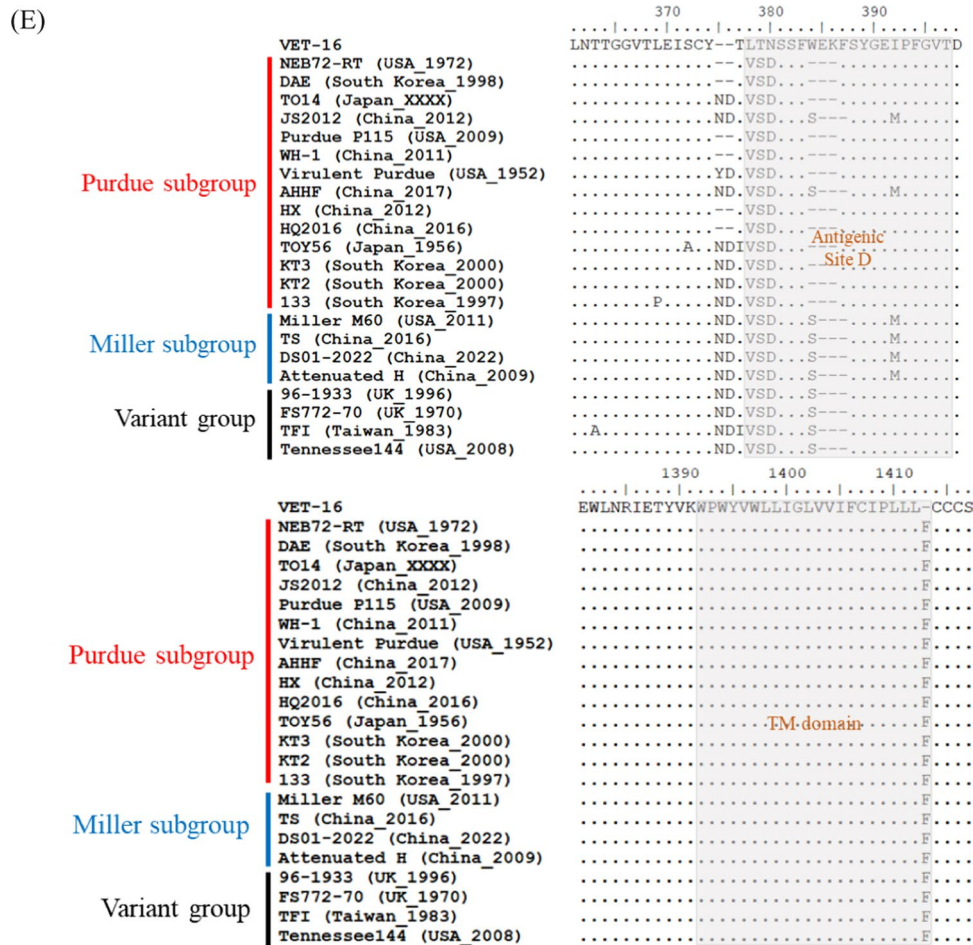 (E)
370 380 390
VET-16 LNTTGGVTLEISCY--TLTNSSFWEKFSYGEIPFGVTD
NEB72-RT (USA_1972) ..............--.VSD...---............
DAE (South Korea_1998) ..............--.VSD...---............
TO14 (Japan_XXXX) ..............ND.VSD...---............
JS2012 (China_2012) ..............ND.VSD...S---....M......
Purdue P115 (USA_2009) ..............--.VSD...---............
WH-1 (China_2011) ..............--.VSD...---............
Virulent Purdue (USA_1952) ..............YD.VSD...---............
Purdue subgroup
AHHF (China_2017) ..............ND.VSD...S---....M......
HX (China_2012) ..............--.VSD...---............
HQ2016 (China_2016) ..............--.VSD...---............
TOY56 (Japan_1956) ...........A..NDIVSD...---............
Antigenic
Site D
KT3 (South Korea_2000) ..............ND.VSD...---............
KT2 (South Korea_2000) ..............ND.VSD...---............
133 (South Korea_1997) ........P.....ND.VSD...---............
Miller M60 (USA_2011) ..............ND.VSD...S---....M......
Miller subgroup
TS (China_2016) ..............ND.VSD...S---....M......
DS01-2022 (China_2022) ..............ND.VSD...S---....M......
Attenuated H (China_2009) ..............ND.VSD...S---....M......
96-1933 (UK_1996) ..............ND.VSD...S---...........
Variant group
FS772-70 (UK_1970) ..............ND.VSD...S---...........
TFI (Taiwan_1983) ..A...........NDIVSD...S---...........
Tennessee144 (USA_2008) ..............ND.VSD...S---...........
1390 1400 1410
VET-16 EWLNRIETYVKWPWYVWLLIGLVVIFCIPLLL-CCCS
NEB72-RT (USA_1972) ................................F....
DAE (South Korea_1998) ................................F....
TO14 (Japan_XXXX) ................................F....
JS2012 (China_2012) ................................F....
Purdue P115 (USA_2009) ................................F....
WH-1 (China_2011) ................................F....
Virulent Purdue (USA_1952) ................................F....
Purdue subgroup
AHHF (China_2017) ................................F....
HX (China_2012) ................................F....
HQ2016 (China_2016) ................................F....
TOY56 (Japan_1956) ................................F....
TM domain
KT3 (South Korea_2000) ................................F....
KT2 (South Korea_2000) ................................F....
133 (South Korea_1997) ................................F....
Miller M60 (USA_2011) ................................F....
Miller subgroup
TS (China_2016) ................................F....
DS01-2022 (China_2022) ................................F....
Attenuated H (China_2009) ................................F....
96-1933 (UK_1996) ................................F....
Variant group
FS772-70 (UK_1970) ................................F....
TFI (Taiwan_1983) ................................F....
Tennessee144 (USA_2008) ................................F....